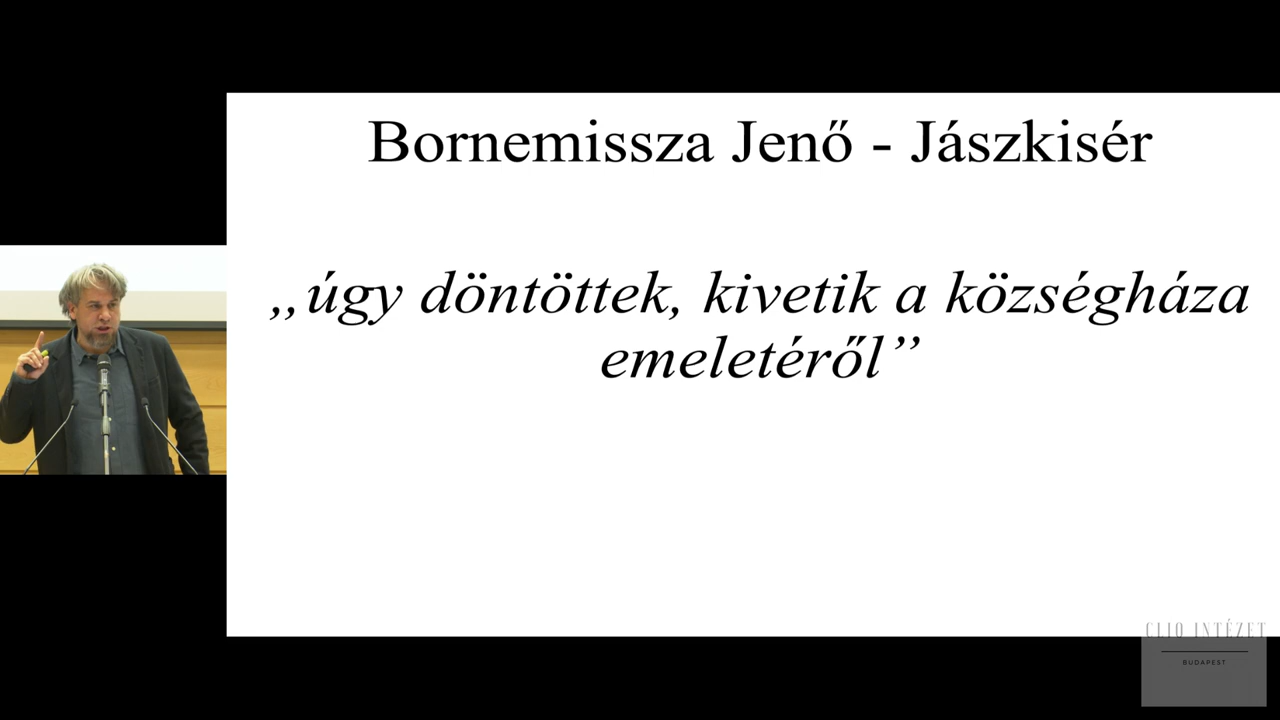 Bornemissza Jenő - Jászkisér
„úgy döntöttek, kivetik a községháza
emeletéről”
CLIO INTÉZET
BUDAPEST